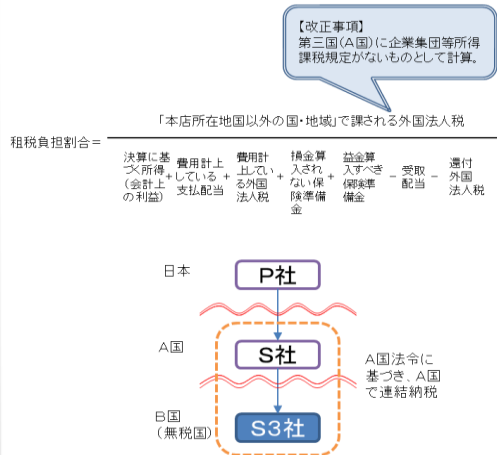 【改正事項】
第三国(A国)に企業集団等所得
課税規定がないものとして計算。
「本店所在地国以外の国・地域」で課される外国法人税
租税負担割合＝
決算に基
づく所得
(会計上
の利益)
+
費用計上
している
支払配当
+
費用計
上してい
る外国
法人税
+
損金算
入され
ない保
険準備
金
+
益金算
入すべき
保険準
備金
－
受取
配当
－
還付
外国
法人税
日本
P社
A国
S社
A国法令に
基づき、A国
で連結納税
B国
(無税国)
S3社